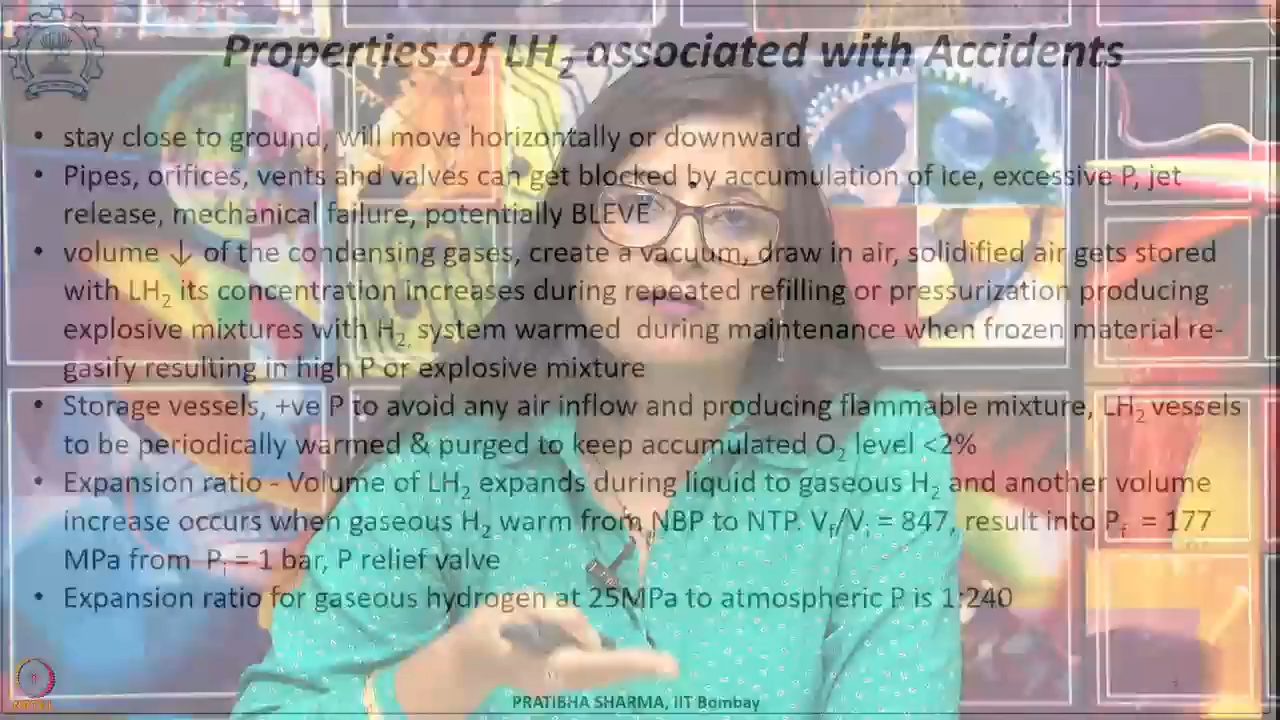 Properties of LH₂ associated with Accidents
• stay close to ground, will move horizontally or downward
• Pipes, orifices, vents and valves can get blocked by accumulation of ice, excessive P, jet
release, mechanical failure, potentially BLEVE
• volume ↓ of the condensing gases, create a vacuum, draw in air, solidified air gets stored
with LH₂ its concentration increases during repeated refilling or pressurization producing
explosive mixtures with H₂, system warmed during maintenance when frozen material re-
gasify resulting in high P or explosive mixture
• Storage vessels, +ve P to avoid any air inflow and producing flammable mixture, LH₂ vessels
to be periodically warmed & purged to keep accumulated O₂ level <2%
• Expansion ratio - Volume of LH₂ expands during liquid to gaseous H₂ and another volume
increase occurs when gaseous H₂ warm from NBP to NTP. Vf/Vi = 847, result into Pf = 177
MPa from Pi = 1 bar, P relief valve
• Expansion ratio for gaseous hydrogen at 25MPa to atmospheric P is 1:240
PRATIBHA SHARMA, IIT Bombay